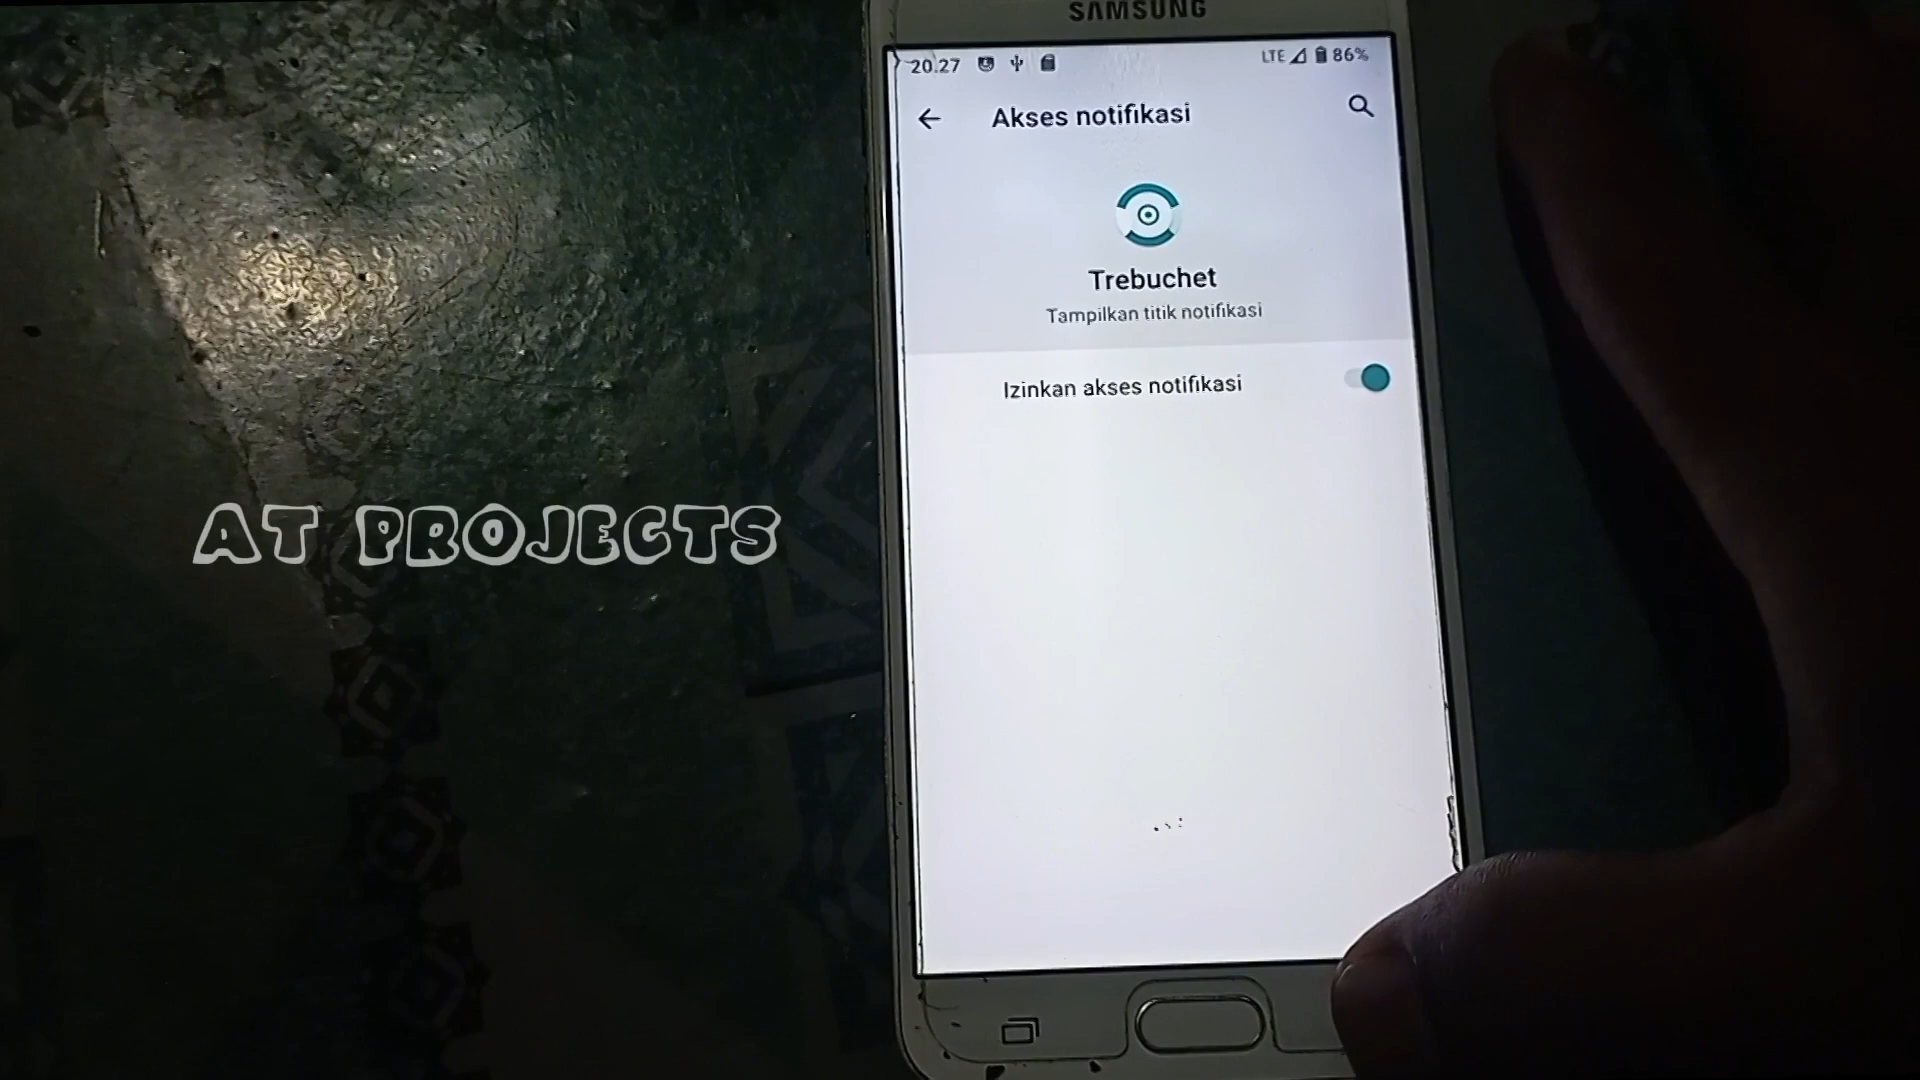 SAMSUNG
20.27
LTE 86%
Akses notifikasi
Trebuchet
Tampilkan titik notifikasi
Izinkan akses notifikasi
AT PROJECTS